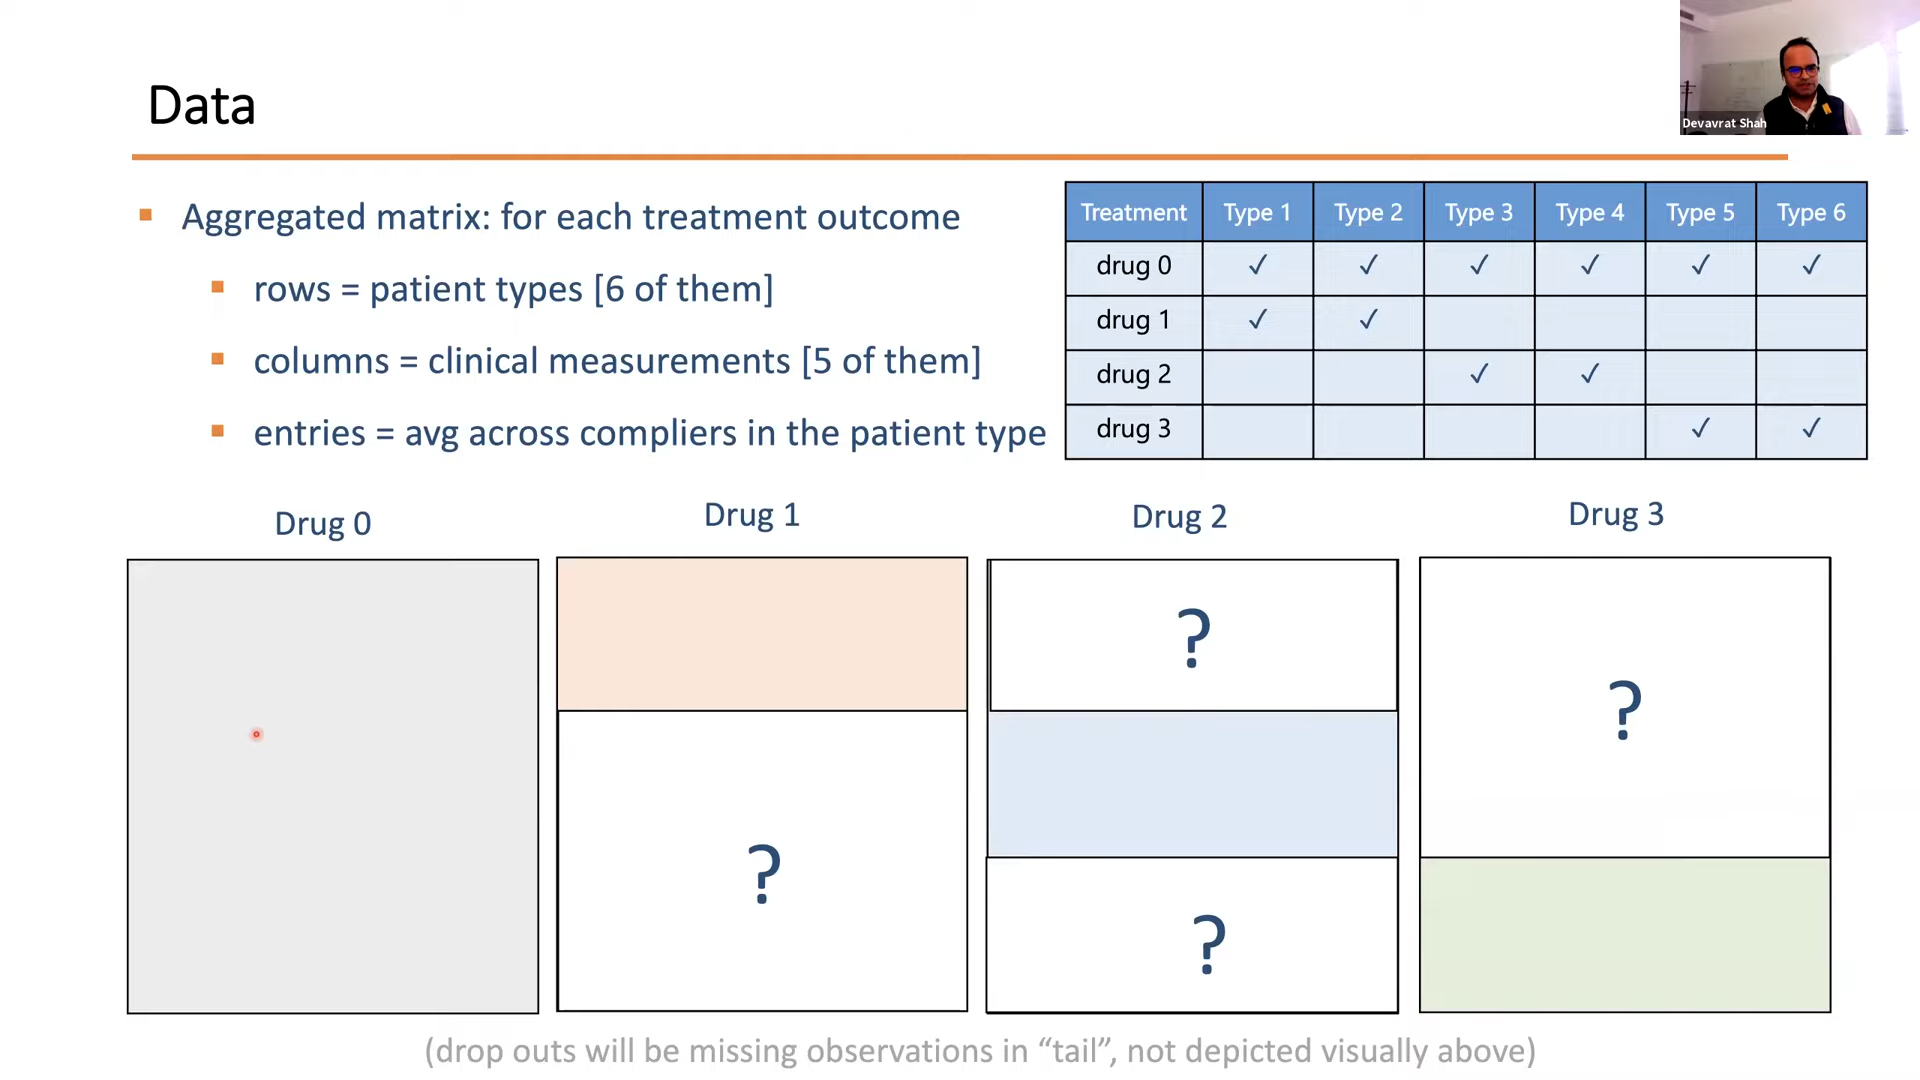 Data
Devavrat Shah
Aggregated matrix: for each treatment outcome
rows = patient types [6 of them]
columns = clinical measurements [5 of them]
entries = avg across compliers in the patient type
Treatment Type 1 Type 2 Type 3 Type 4 Type 5 Type 6
drug 0 ✓ ✓ ✓ ✓ ✓ ✓
drug 1 ✓ ✓
drug 2 ✓ ✓
drug 3 ✓ ✓
Drug 0
Drug 1
Drug 2
Drug 3
?
?
?
?
(drop outs will be missing observations in “tail”, not depicted visually above)